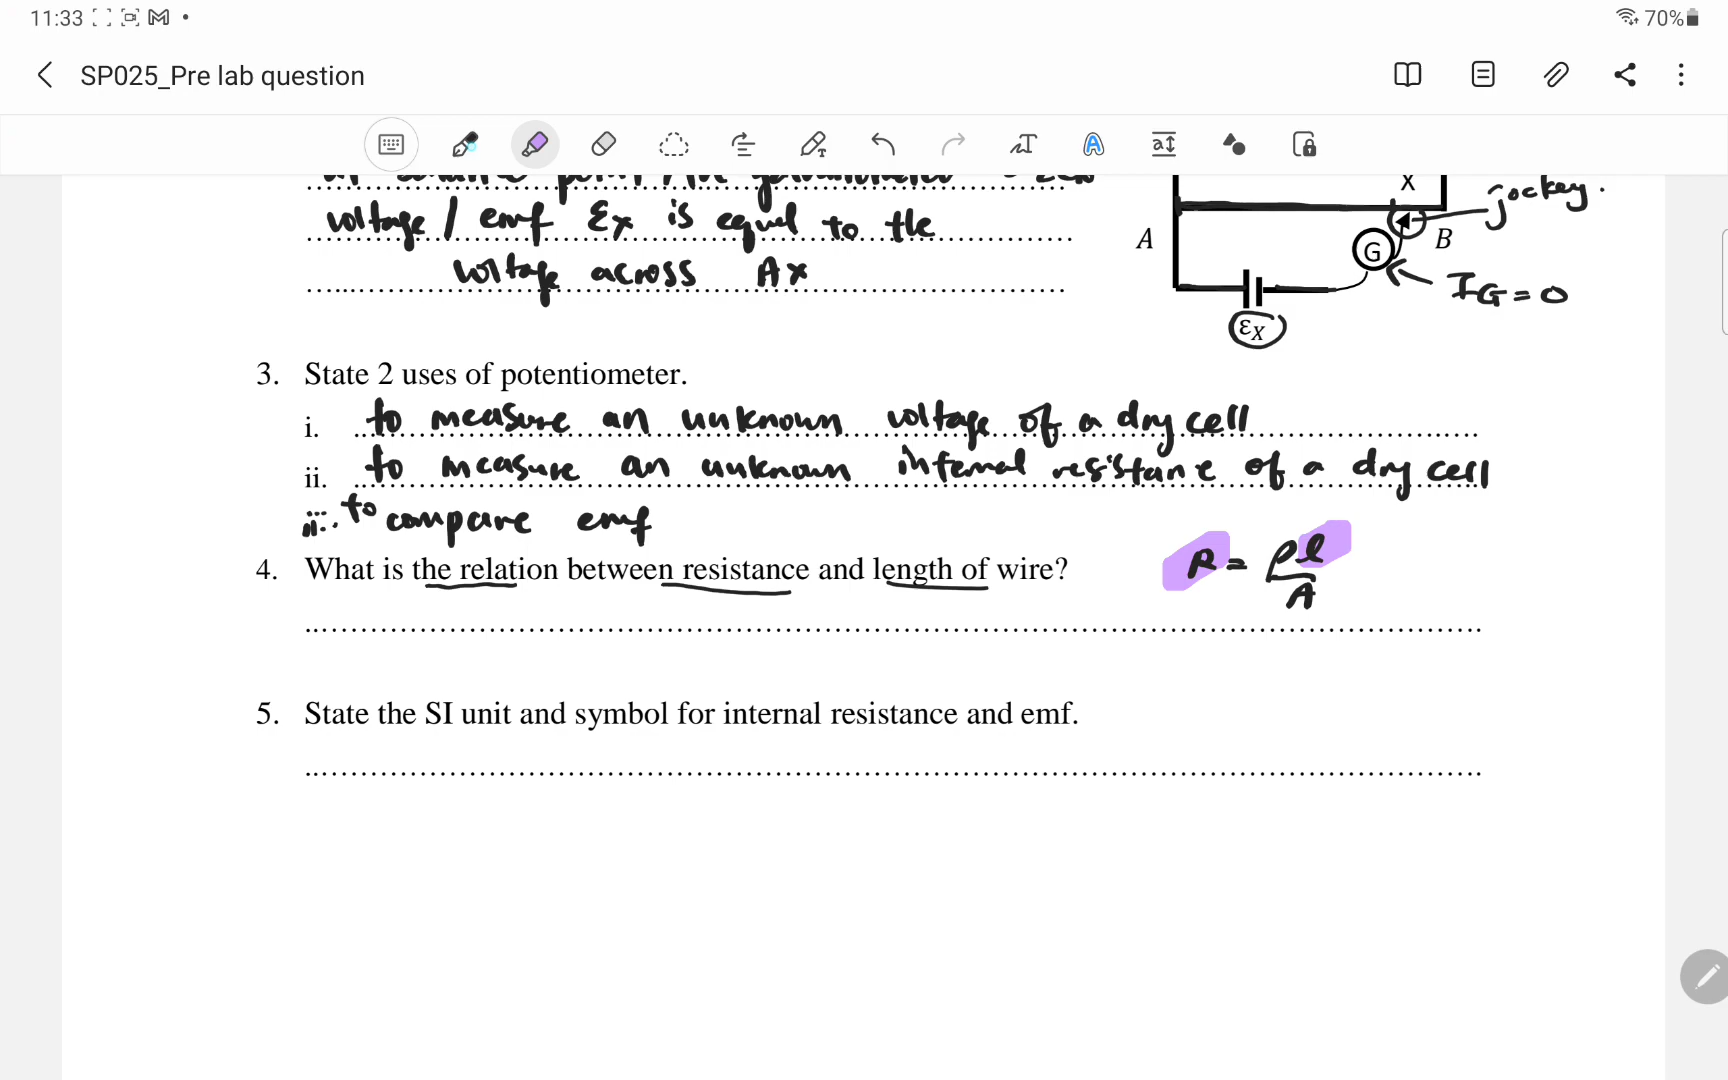 11:33
70%
SP025_Pre lab question
voltage / emf Ɛx is equal to the
voltage across Ax
X
jockey.
A
B
G
IG = 0
ƐX
3. State 2 uses of potentiometer.
i. to measure an unknown voltage of a dry cell
ii. to measure an unknown internal resistance of a dry cell
iii. to compare emf
4. What is the relation between resistance and length of wire?
R = ρl
A
5. State the SI unit and symbol for internal resistance and emf.